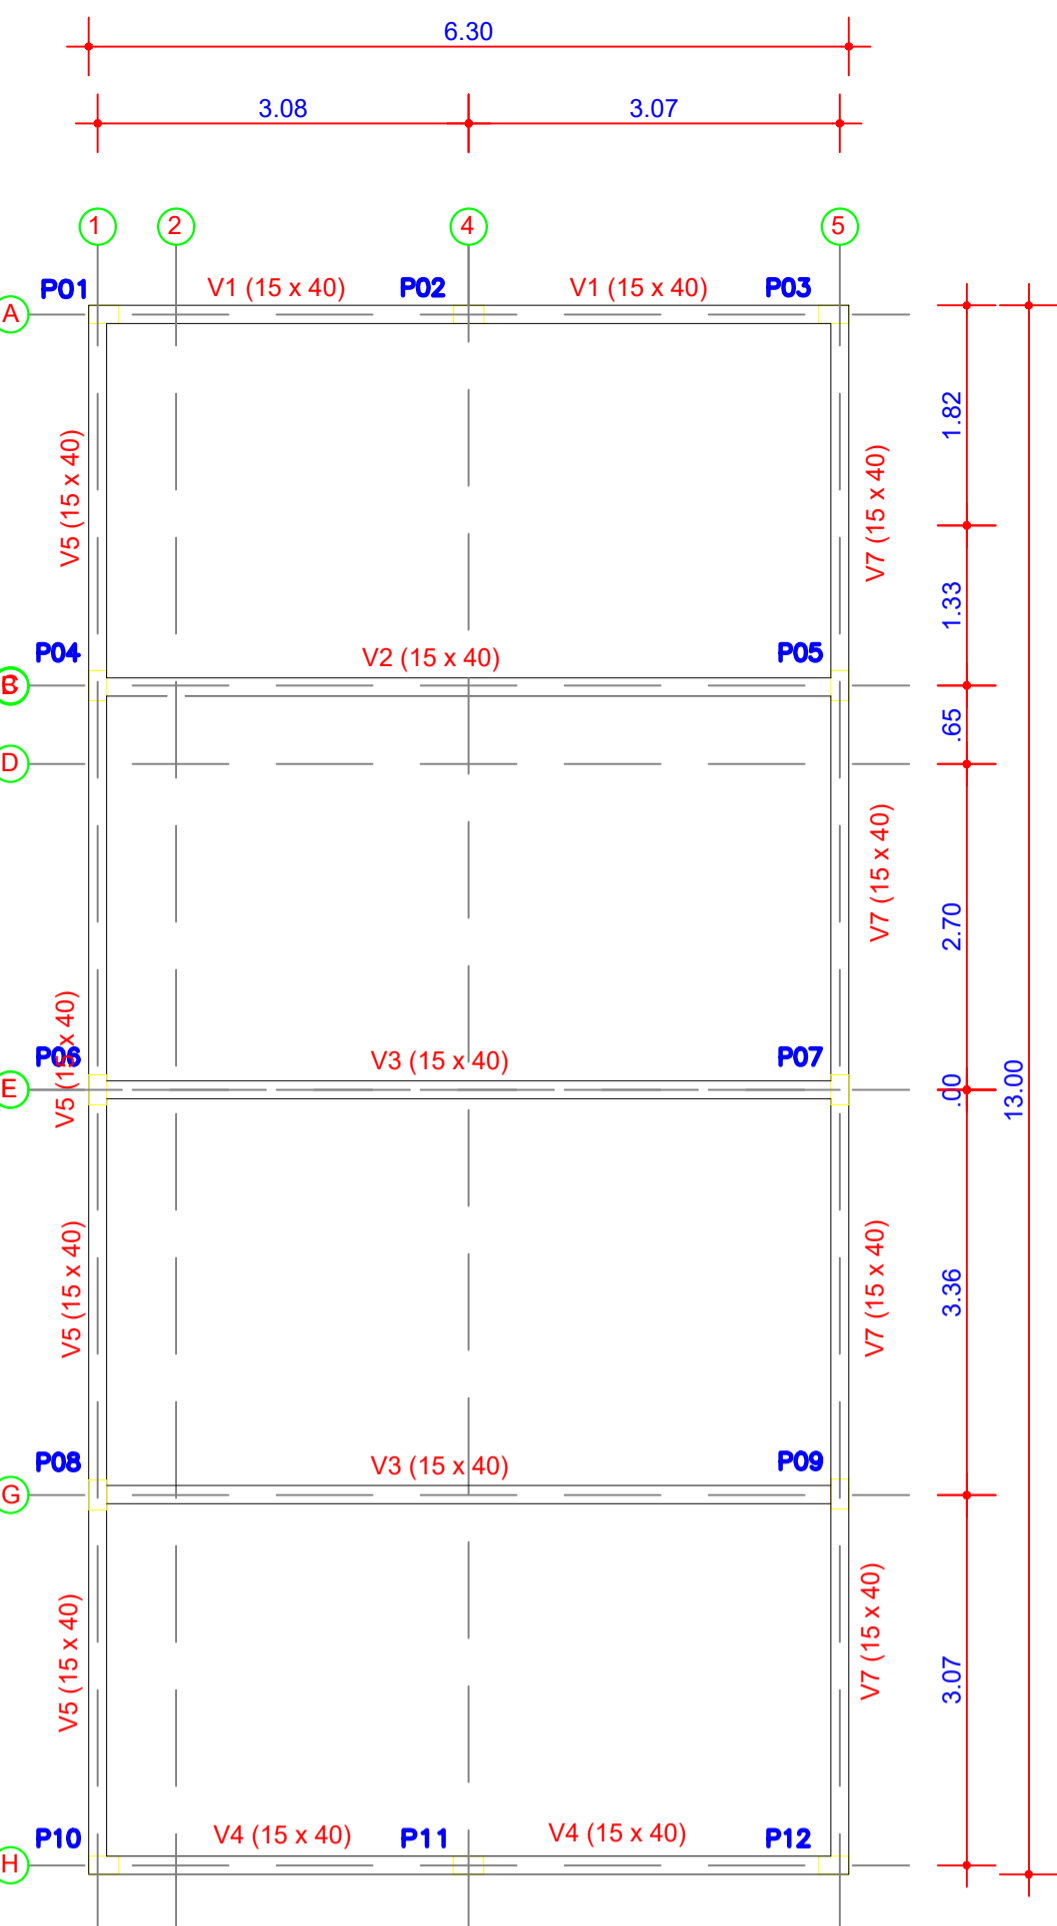 6.30
3.08 3.07
1 2 4 5
P01 V1 (15 x 40) P02 V1 (15 x 40) P03
A
1.82
V5 (15 x 40)
V7 (15 x 40)
1.33
P04 V2 (15 x 40) P05
B
C
.65
D
V7 (15 x 40)
2.70
V5 (15 x 40)
P06 V3 (15 x 40) P07
E
.00
13.00
V5 (15 x 40)
V7 (15 x 40)
3.36
P08 V3 (15 x 40) P09
G
V5 (15 x 40)
V7 (15 x 40)
3.07
P10 V4 (15 x 40) P11 V4 (15 x 40) P12
H